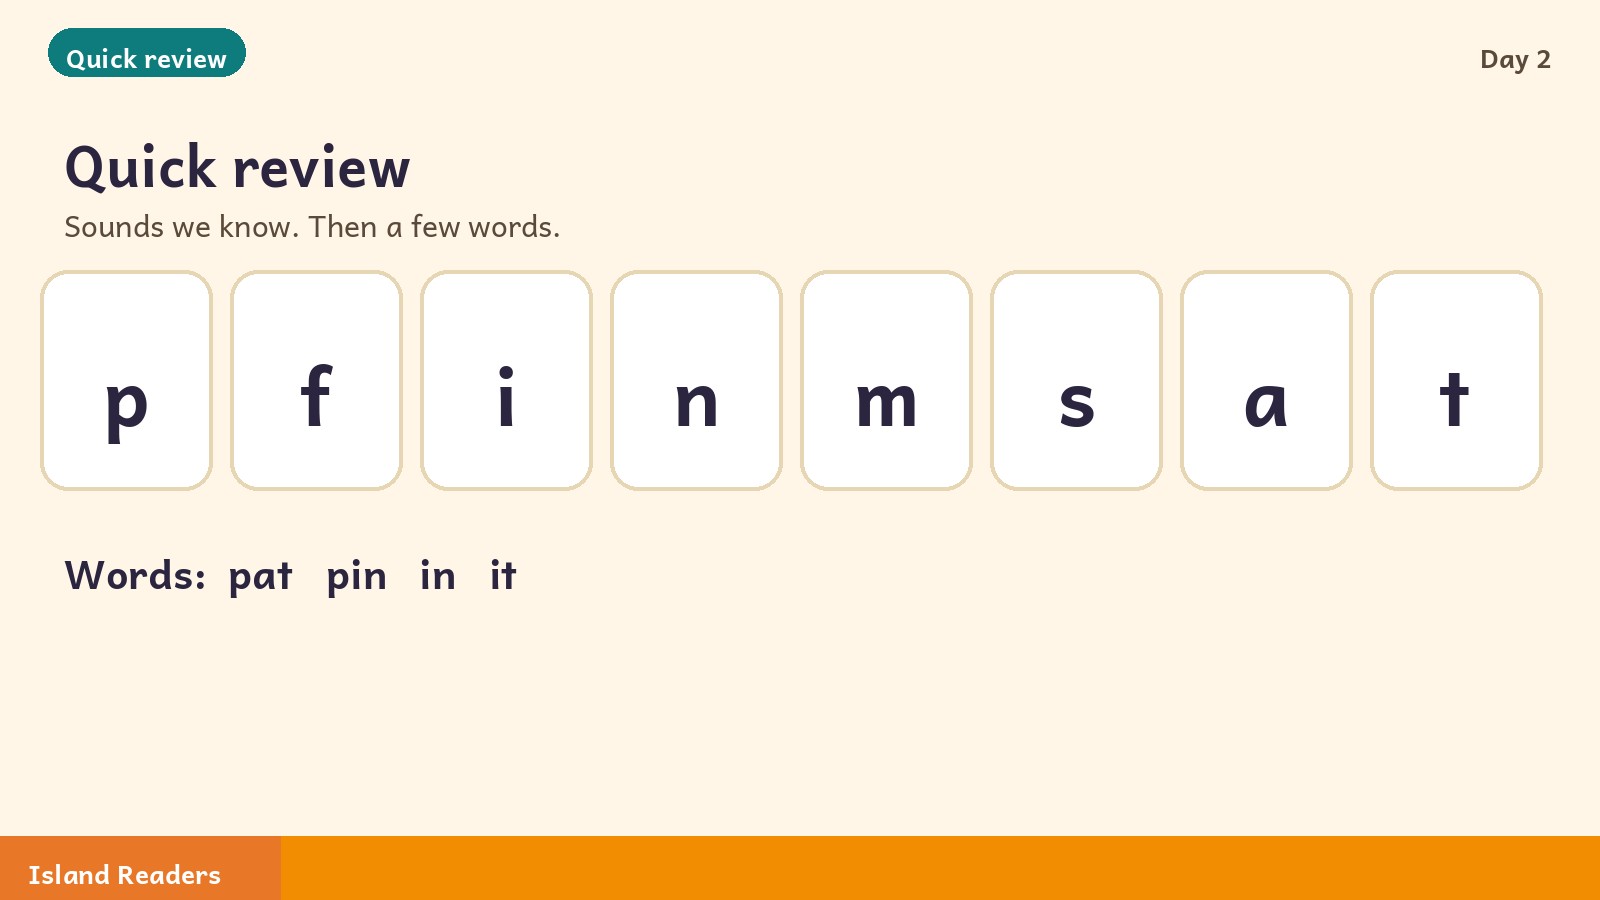 Quick review
Day 2
Quick review
Sounds we know. Then a few words.
p f i n m s a t
Words: pat pin in it
Island Readers